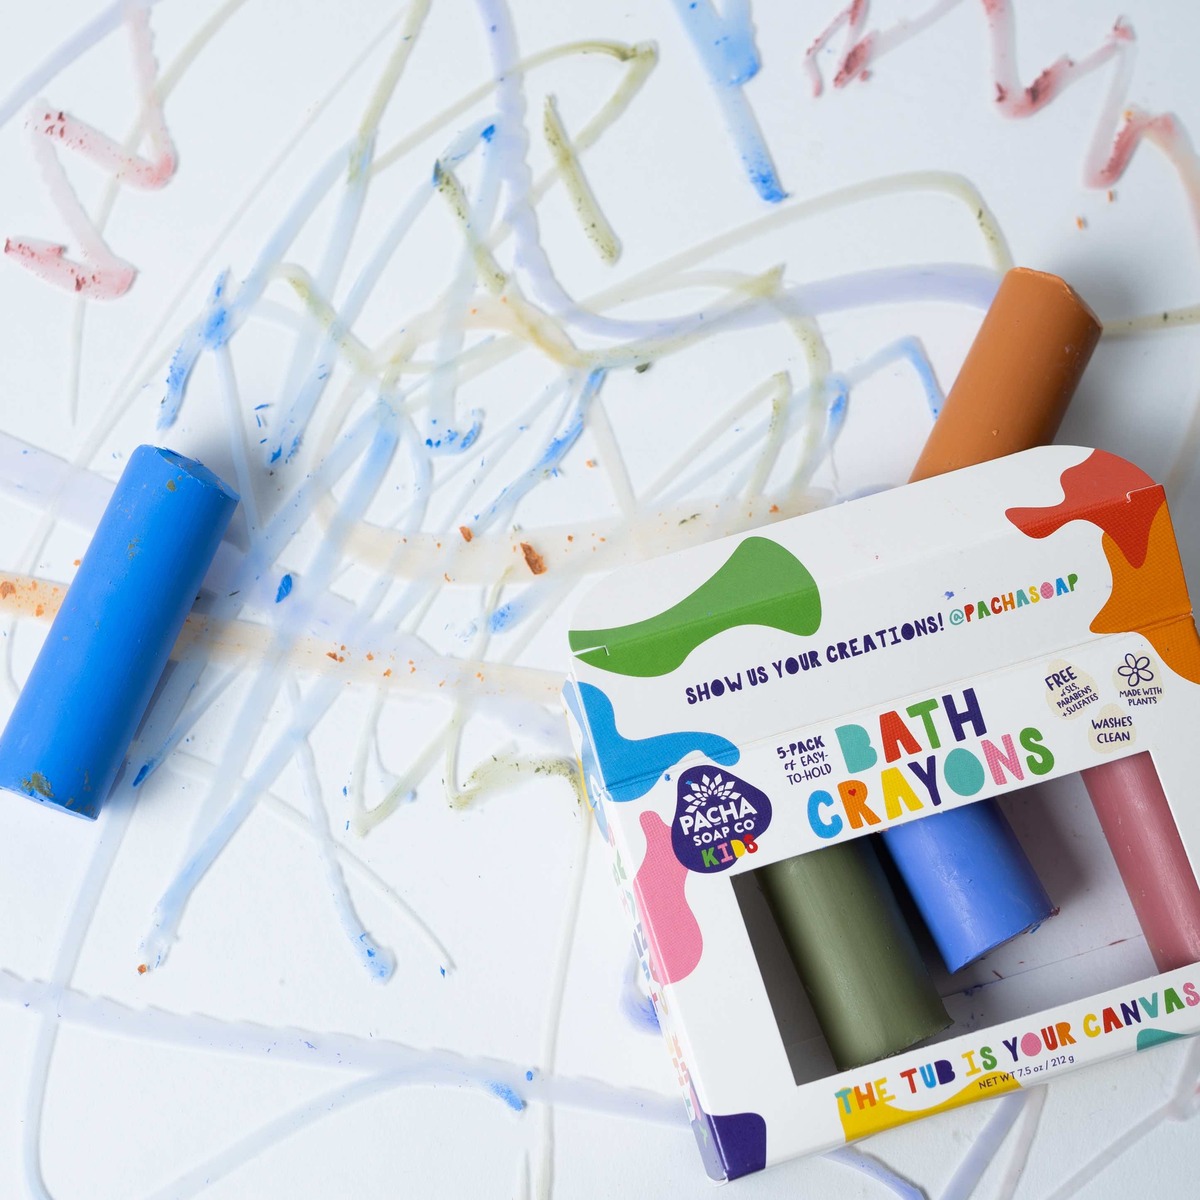 SHOW US YOUR CREATIONS! @PACHASOAP
FREE
of SLS,
PARABENS
+SULFATES
MADE WITH
PLANTS
WASHES
CLEAN
5-PACK
of EASY-
TO-HOLD
BATH
CRAYONS
PACHA
SOAP CO
KIDS
THE TUB IS YOUR CANVAS
NET WT 7.5 oz / 212 g